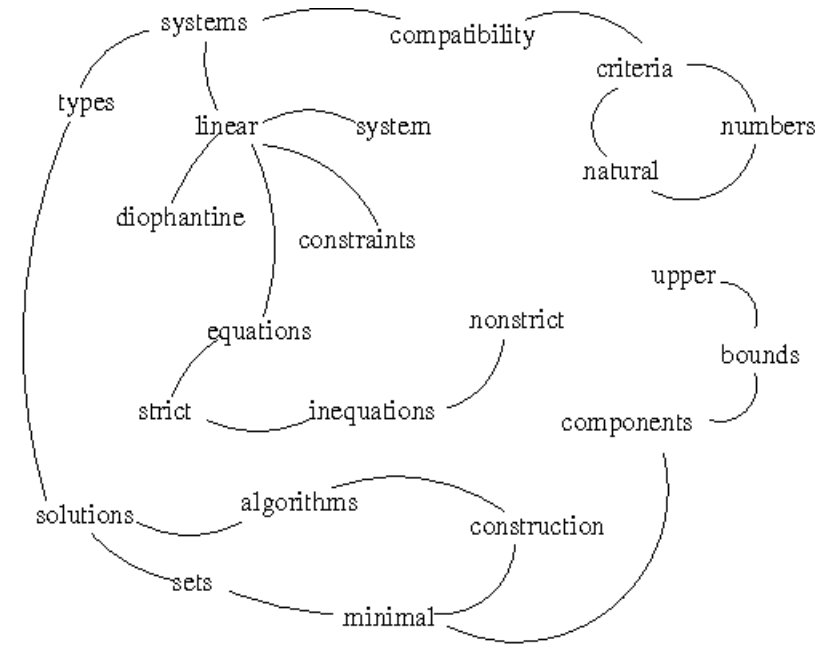 systems
compatibility
criteria
types
linear
system
numbers
natural
diophantine
constraints
upper
nonstrict
equations
bounds
strict
inequations
components
algorithms
solutions
construction
sets
minimal